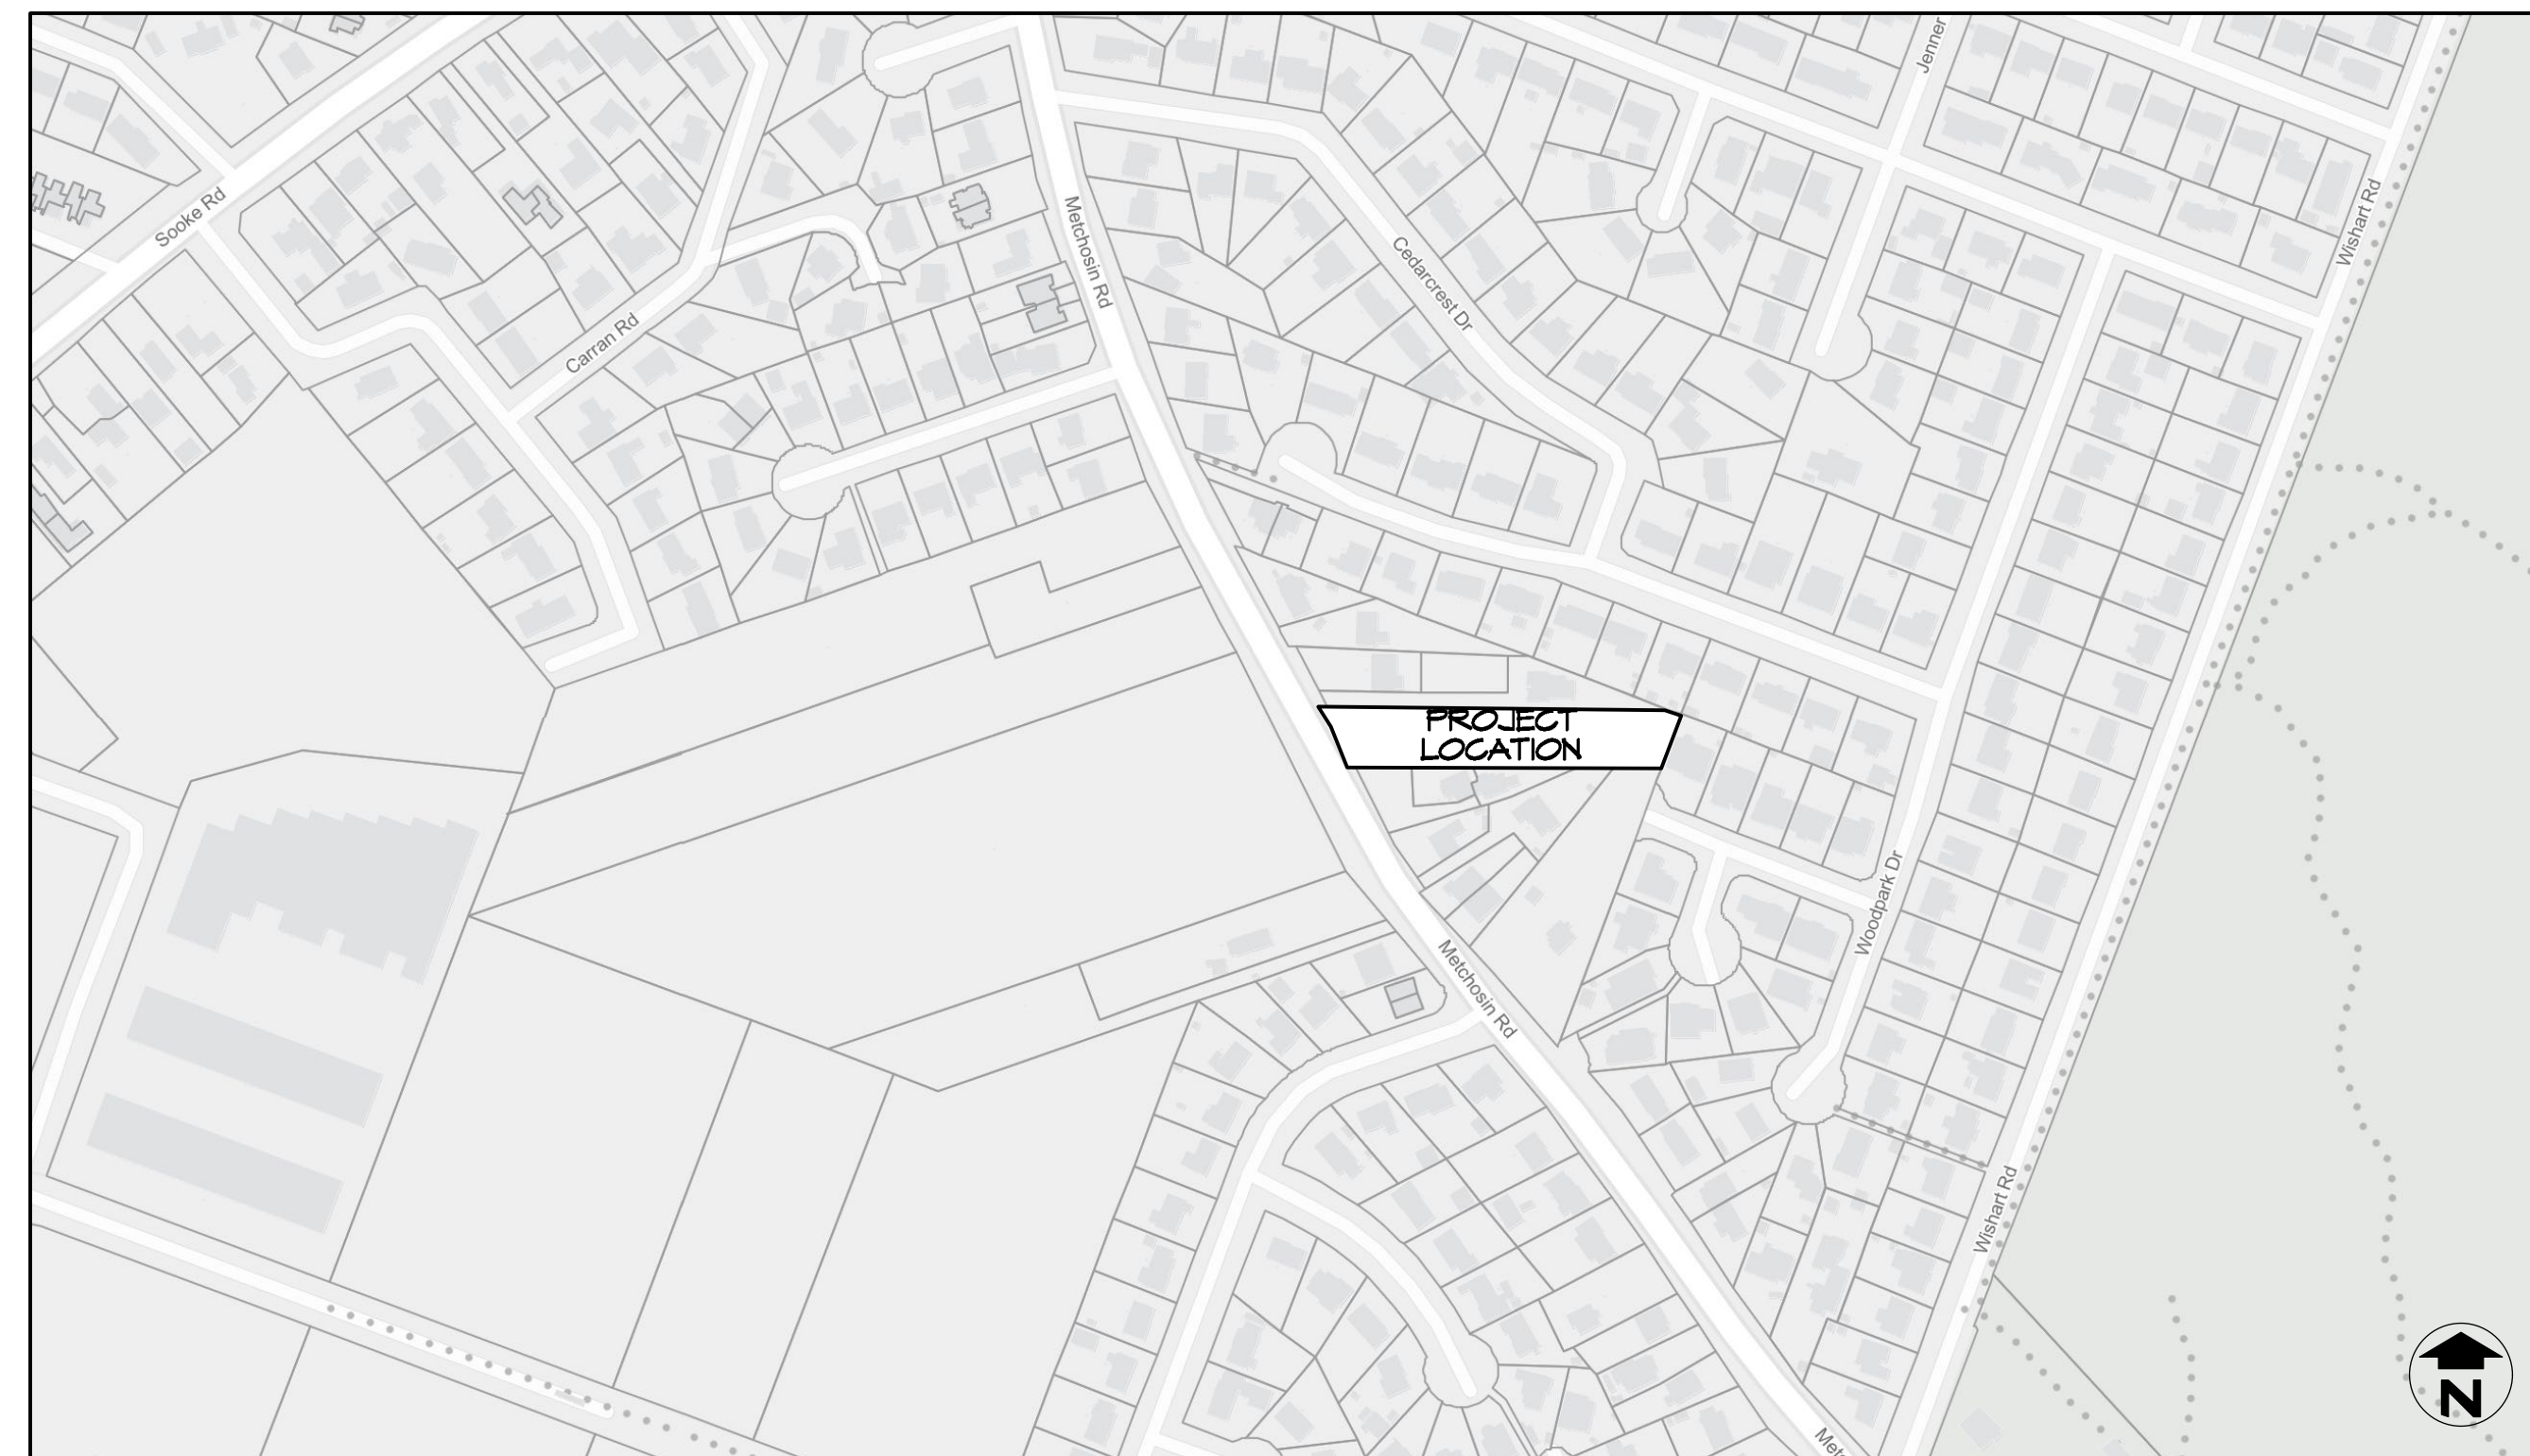 Jenner
Sooke Rd
Metchosin Rd
Wishart Rd
Cedarcrest Dr
Carran Rd
PROJECT
LOCATION
Woodpark Dr
Metchosin Rd
Wishart Rd
N